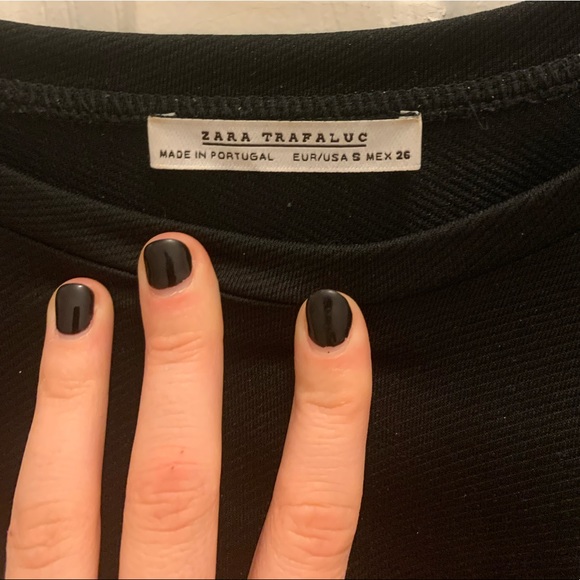 ZARA TRAFALUC
MADE IN PORTUGAL EUR/USA S MEX 26